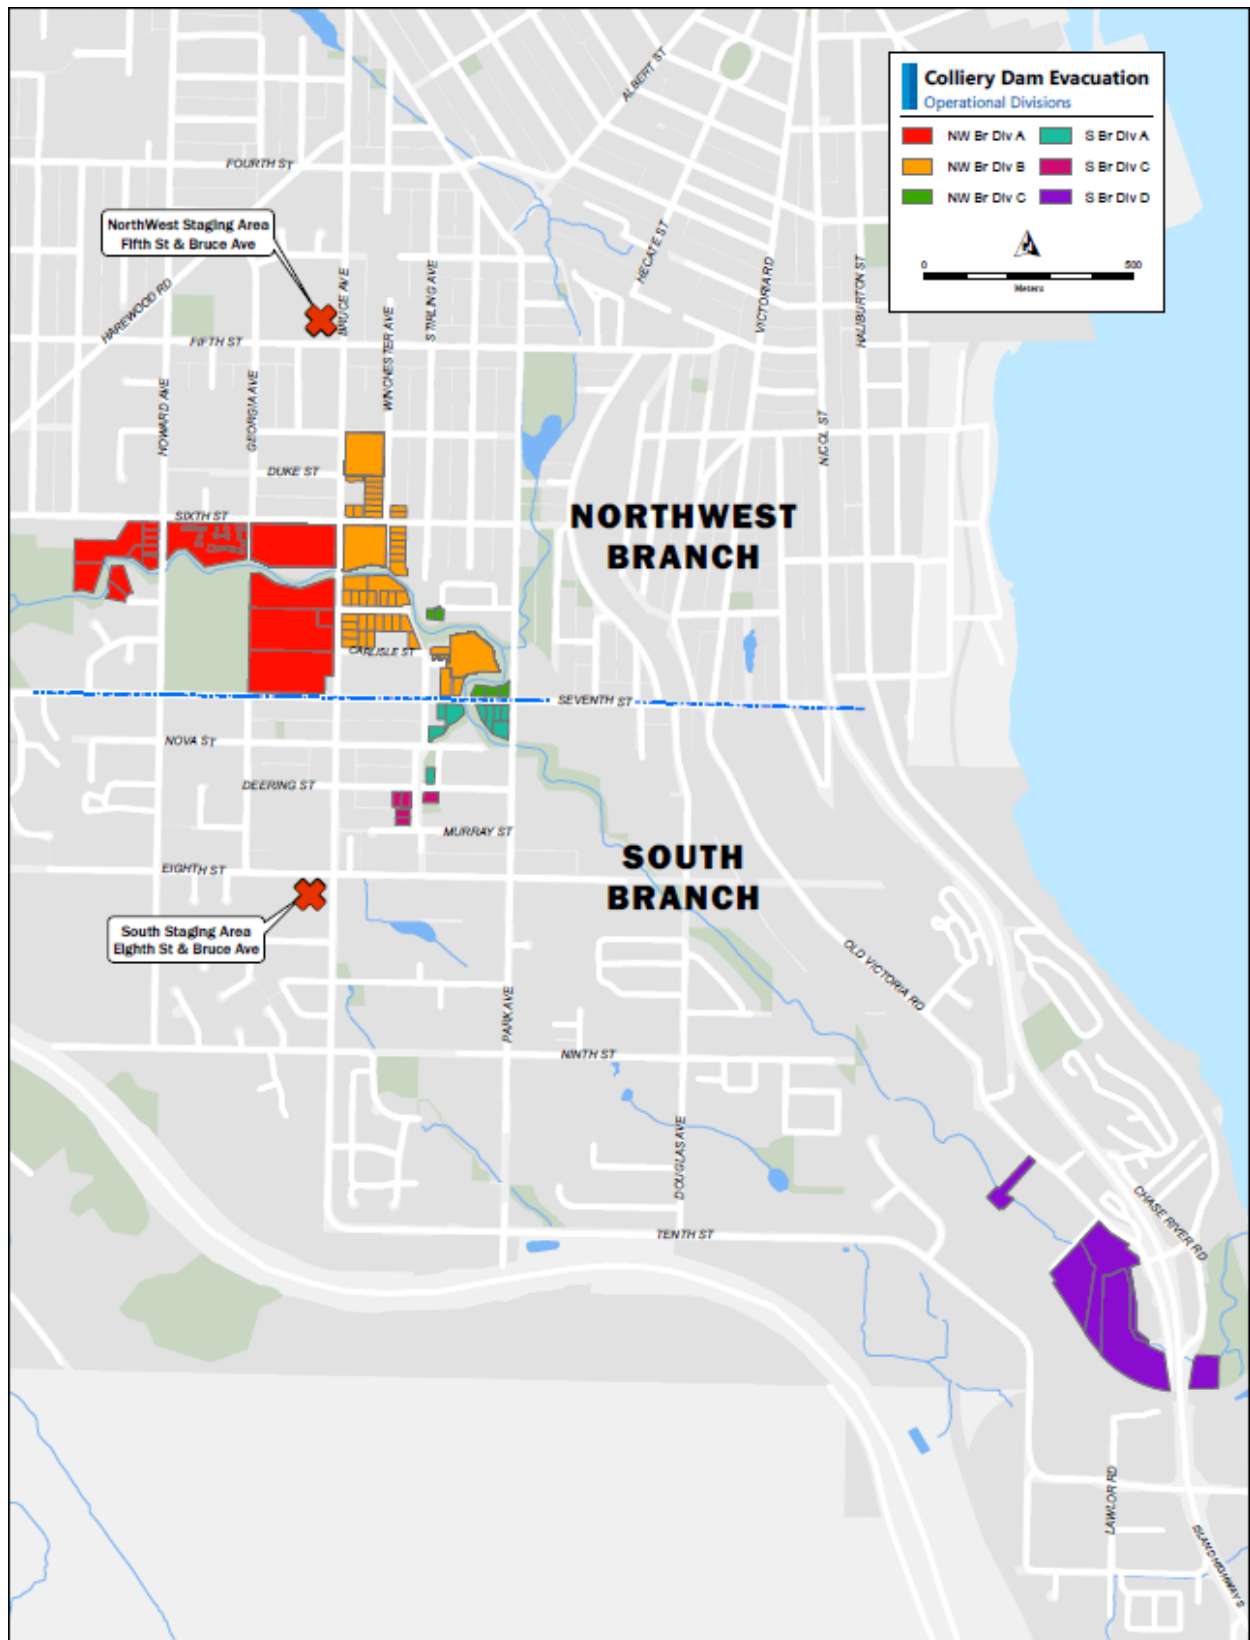 Colliery Dam Evacuation
Operational Divisions
NW Br Div A
S Br Div A
NW Br Div B
S Br Div C
NW Br Div C
S Br Div D
0
500
Meters
ALBERT ST
FOURTH ST
NorthWest Staging Area
Fifth St & Bruce Ave
HECATE ST
HAREWOOD RD
BRUCE AVE
STIRLING AVE
VICTORIA RD
HALIBURTON ST
WINCHESTER AVE
FIFTH ST
HOWARD AVE
GEORGIA AVE
NICOL ST
DUKE ST
SIXTH ST
NORTHWEST
BRANCH
CARLISLE ST
SEVENTH ST
NOVA ST
DEERING ST
MURRAY ST
EIGHTH ST
SOUTH
BRANCH
South Staging Area
Eighth St & Bruce Ave
OLD VICTORIA RD
PARK AVE
NINTH ST
DOUGLAS AVE
CHASE RIVER RD
TENTH ST
LAWLOR RD
ISLAND HIGHWAY S